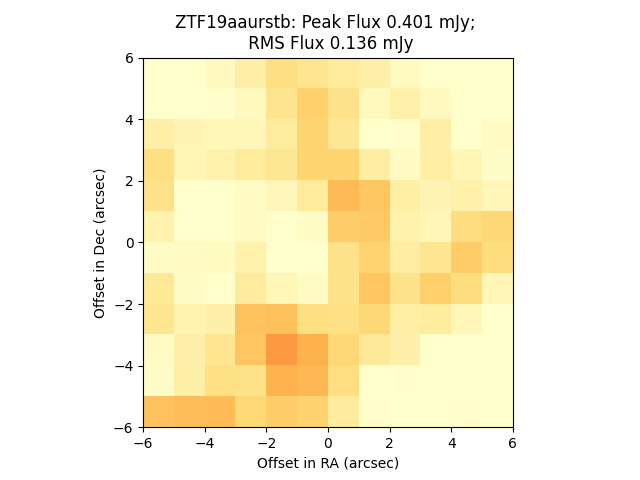 ZTF19aaurstb: Peak Flux 0.401 mJy;
RMS Flux 0.136 mJy
6
4
2
0
−2
−4
−6
Offset in Dec (arcsec)
−6 −4 −2 0 2 4 6
Offset in RA (arcsec)